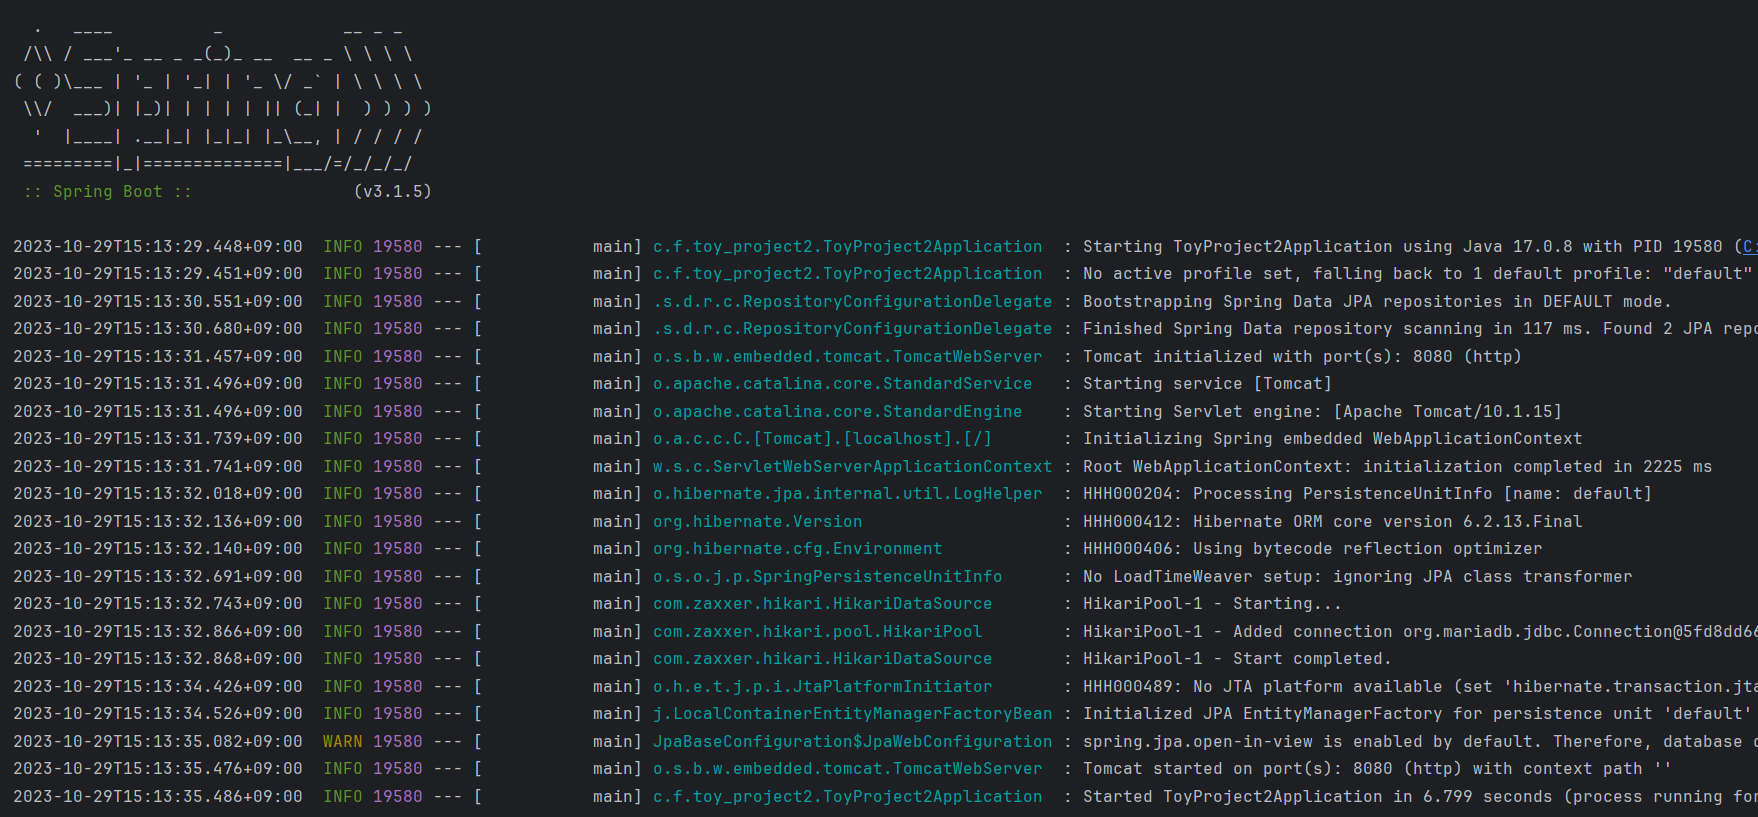 .   ____          _            __ _ _
 /\\ / ___'_ __ _ _(_)_ __  __ _ \ \ \ \
( ( )\___ | '_ | '_| | '_ \/ _` | \ \ \ \
 \\/  ___)| |_)| | | | | || (_| |  ) ) ) )
  '  |____| .__|_| |_|_| |_\__, | / / / /
 =========|_|==============|___/=/_/_/_/
 :: Spring Boot ::                (v3.1.5)

2023-10-29T15:13:29.448+09:00  INFO 19580 --- [           main] c.f.toy_project2.ToyProject2Application  : Starting ToyProject2Application using Java 17.0.8 with PID 19580 (C:
2023-10-29T15:13:29.451+09:00  INFO 19580 --- [           main] c.f.toy_project2.ToyProject2Application  : No active profile set, falling back to 1 default profile: "default"
2023-10-29T15:13:30.551+09:00  INFO 19580 --- [           main] .s.d.r.c.RepositoryConfigurationDelegate : Bootstrapping Spring Data JPA repositories in DEFAULT mode.
2023-10-29T15:13:30.680+09:00  INFO 19580 --- [           main] .s.d.r.c.RepositoryConfigurationDelegate : Finished Spring Data repository scanning in 117 ms. Found 2 JPA repo
2023-10-29T15:13:31.457+09:00  INFO 19580 --- [           main] o.s.b.w.embedded.tomcat.TomcatWebServer  : Tomcat initialized with port(s): 8080 (http)
2023-10-29T15:13:31.496+09:00  INFO 19580 --- [           main] o.apache.catalina.core.StandardService   : Starting service [Tomcat]
2023-10-29T15:13:31.496+09:00  INFO 19580 --- [           main] o.apache.catalina.core.StandardEngine    : Starting Servlet engine: [Apache Tomcat/10.1.15]
2023-10-29T15:13:31.739+09:00  INFO 19580 --- [           main] o.a.c.c.C.[Tomcat].[localhost].[/]       : Initializing Spring embedded WebApplicationContext
2023-10-29T15:13:31.741+09:00  INFO 19580 --- [           main] w.s.c.ServletWebServerApplicationContext : Root WebApplicationContext: initialization completed in 2225 ms
2023-10-29T15:13:32.018+09:00  INFO 19580 --- [           main] o.hibernate.jpa.internal.util.LogHelper  : HHH000204: Processing PersistenceUnitInfo [name: default]
2023-10-29T15:13:32.136+09:00  INFO 19580 --- [           main] org.hibernate.Version                    : HHH000412: Hibernate ORM core version 6.2.13.Final
2023-10-29T15:13:32.140+09:00  INFO 19580 --- [           main] org.hibernate.cfg.Environment            : HHH000406: Using bytecode reflection optimizer
2023-10-29T15:13:32.691+09:00  INFO 19580 --- [           main] o.s.o.j.p.SpringPersistenceUnitInfo      : No LoadTimeWeaver setup: ignoring JPA class transformer
2023-10-29T15:13:32.743+09:00  INFO 19580 --- [           main] com.zaxxer.hikari.HikariDataSource       : HikariPool-1 - Starting...
2023-10-29T15:13:32.866+09:00  INFO 19580 --- [           main] com.zaxxer.hikari.pool.HikariPool        : HikariPool-1 - Added connection org.mariadb.jdbc.Connection@5fd8dd66
2023-10-29T15:13:32.868+09:00  INFO 19580 --- [           main] com.zaxxer.hikari.HikariDataSource       : HikariPool-1 - Start completed.
2023-10-29T15:13:34.426+09:00  INFO 19580 --- [           main] o.h.e.t.j.p.i.JtaPlatformInitiator       : HHH000489: No JTA platform available (set 'hibernate.transaction.jta
2023-10-29T15:13:34.526+09:00  INFO 19580 --- [           main] j.LocalContainerEntityManagerFactoryBean : Initialized JPA EntityManagerFactory for persistence unit 'default'
2023-10-29T15:13:35.082+09:00  WARN 19580 --- [           main] JpaBaseConfiguration$JpaWebConfiguration : spring.jpa.open-in-view is enabled by default. Therefore, database
2023-10-29T15:13:35.476+09:00  INFO 19580 --- [           main] o.s.b.w.embedded.tomcat.TomcatWebServer  : Tomcat started on port(s): 8080 (http) with context path ''
2023-10-29T15:13:35.486+09:00  INFO 19580 --- [           main] c.f.toy_project2.ToyProject2Application  : Started ToyProject2Application in 6.799 seconds (process running for